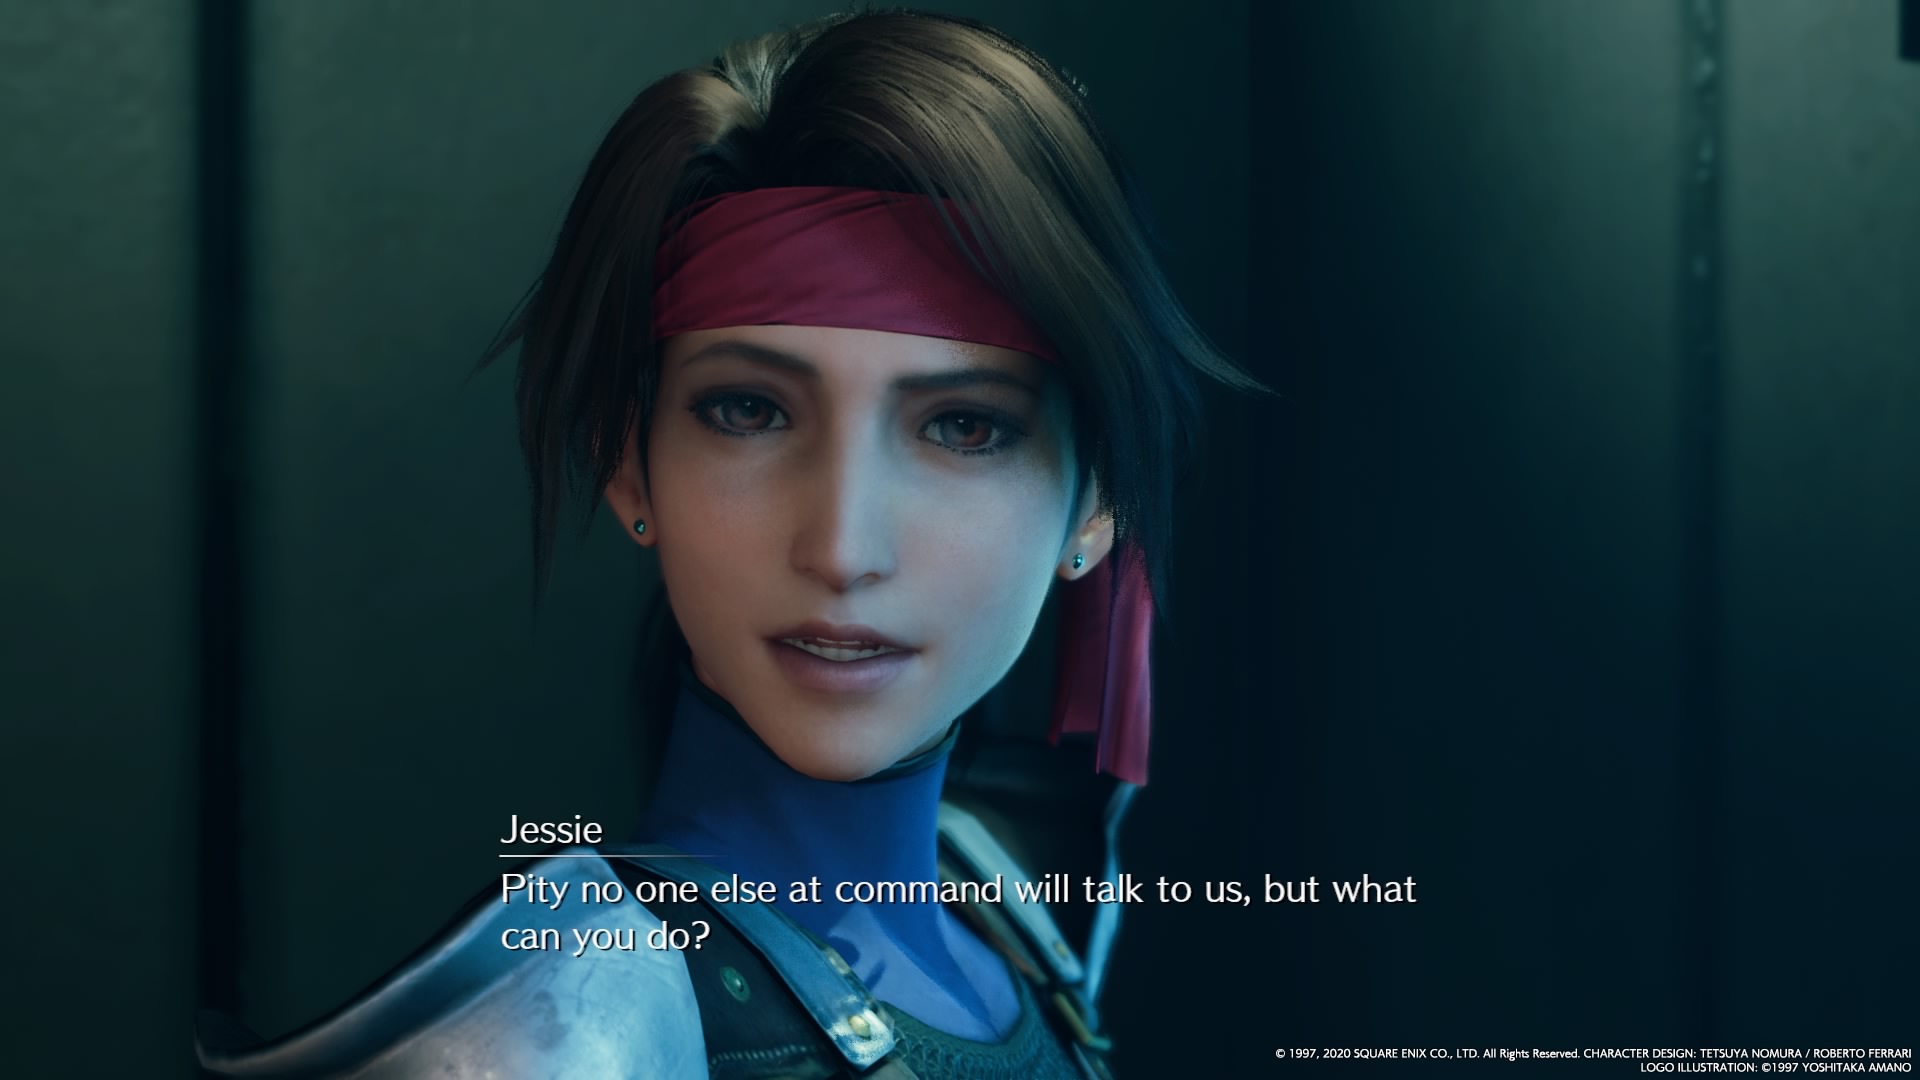 Jessie
Pity no one else at command will talk to us, but what
can you do?
© 1997, 2020 SQUARE ENIX CO., LTD. All Rights Reserved. CHARACTER DESIGN: TETSUYA NOMURA / ROBERTO FERRARI
LOGO ILLUSTRATION: ©1997 YOSHITAKA AMANO